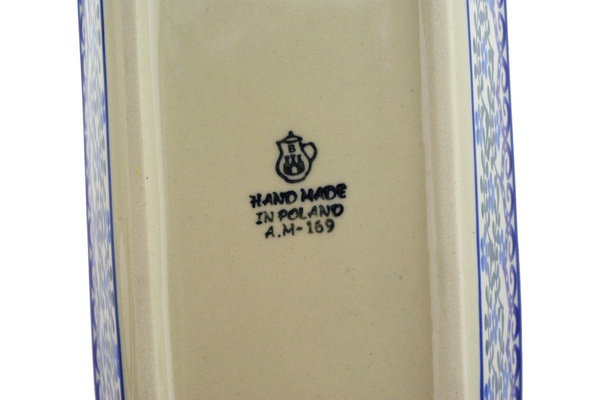 B
HAND MADE
IN POLAND
A.M-169